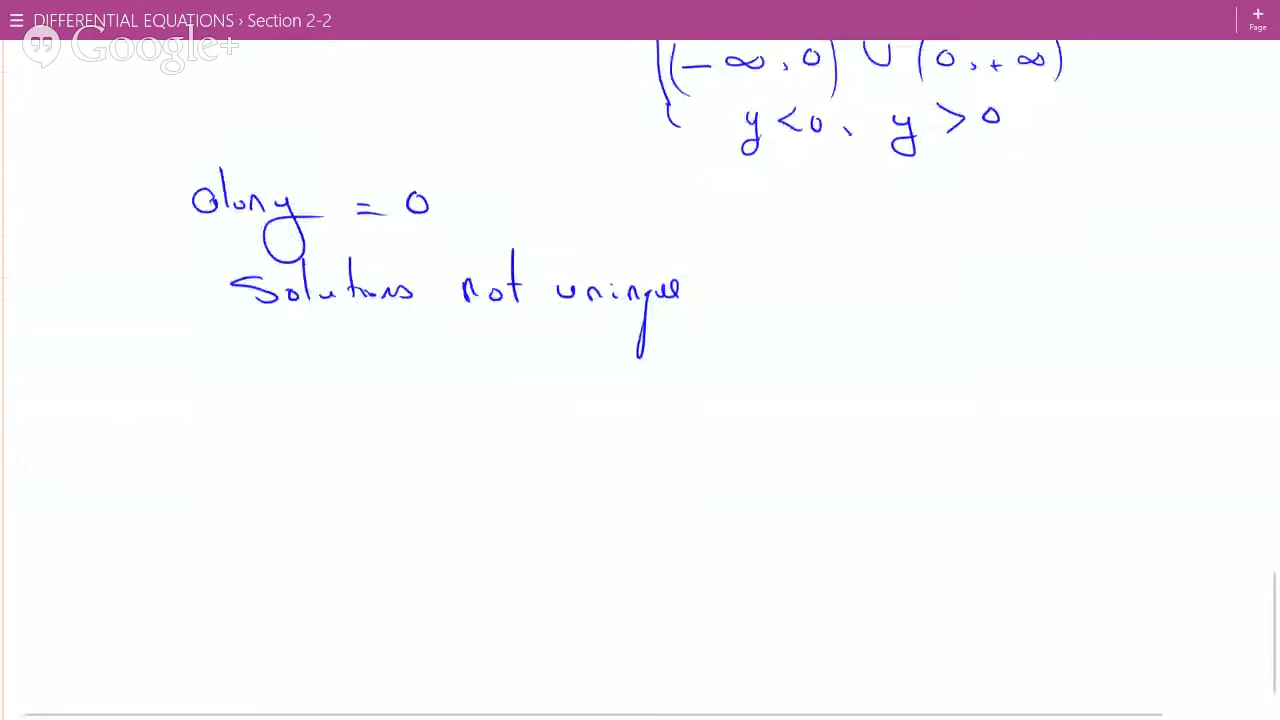 DIFFERENTIAL EQUATIONS › Section 2-2
+ Page
Google+
(-∞, 0) ∪ (0, +∞)
y < 0, y > 0
along y = 0
Solutions not unique